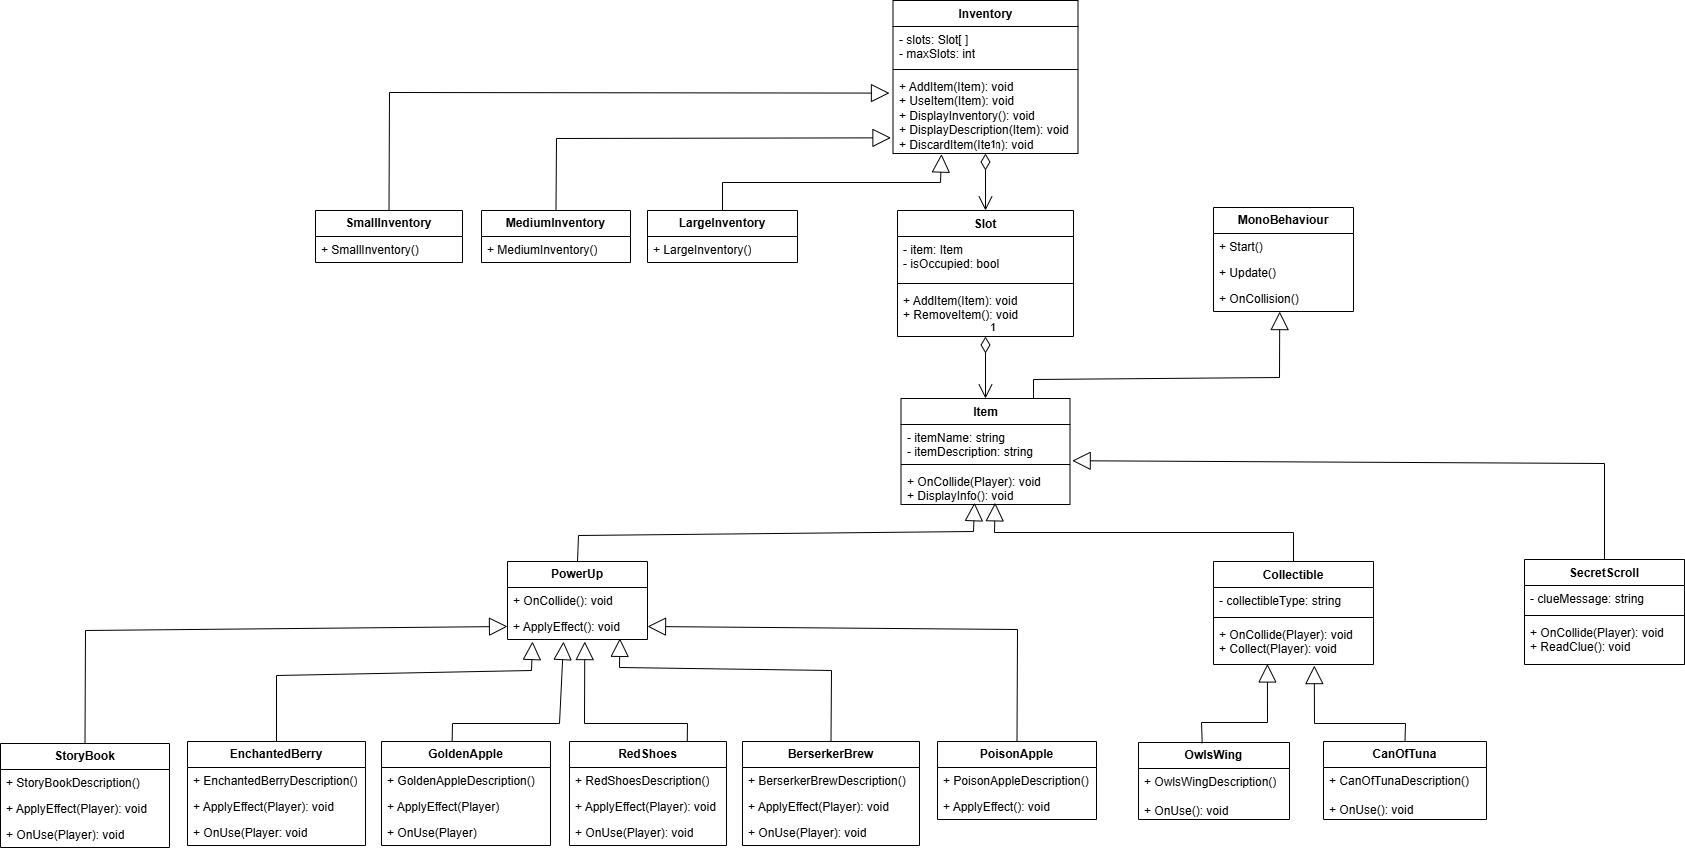 Inventory
- slots: Slot[ ]
- maxSlots: int
+ AddItem(Item): void
+ UseItem(Item): void
+ DisplayInventory(): void
+ DisplayDescription(Item): void
+ DiscardItem(Item): void
1
SmallInventory
+ SmallInventory()
MediumInventory
+ MediumInventory()
LargeInventory
+ LargeInventory()
Slot
- item: Item
- isOccupied: bool
+ AddItem(Item): void
+ RemoveItem(): void
1
MonoBehaviour
+ Start()
+ Update()
+ OnCollision()
Item
- itemName: string
- itemDescription: string
+ OnCollide(Player): void
+ DisplayInfo(): void
PowerUp
+ OnCollide(): void
+ ApplyEffect(): void
Collectible
- collectibleType: string
+ OnCollide(Player): void
+ Collect(Player): void
SecretScroll
- clueMessage: string
+ OnCollide(Player): void
+ ReadClue(): void
StoryBook
+ StoryBookDescription()
+ ApplyEffect(Player): void
+ OnUse(Player): void
EnchantedBerry
+ EnchantedBerryDescription()
+ ApplyEffect(Player): void
+ OnUse(Player: void
GoldenApple
+ GoldenAppleDescription()
+ ApplyEffect(Player)
+ OnUse(Player)
RedShoes
+ RedShoesDescription()
+ ApplyEffect(Player): void
+ OnUse(Player): void
BerserkerBrew
+ BerserkerBrewDescription()
+ ApplyEffect(Player): void
+ OnUse(Player): void
PoisonApple
+ PoisonAppleDescription()
+ ApplyEffect(): void
OwlsWing
+ OwlsWingDescription()
+ OnUse(): void
CanOfTuna
+ CanOfTunaDescription()
+ OnUse(): void